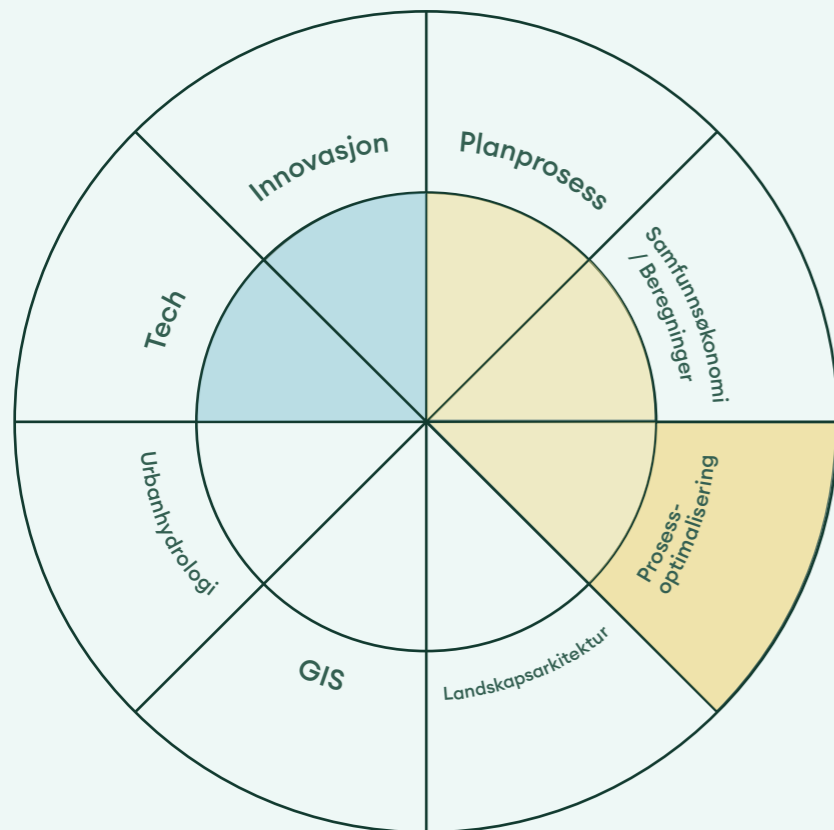 Innovasjon
Planprosess
Samfunnsøkonomi
/ Beregninger
Prosess-
optimalisering
Landskapsarkitektur
GIS
Urbanhydrologi
Tech